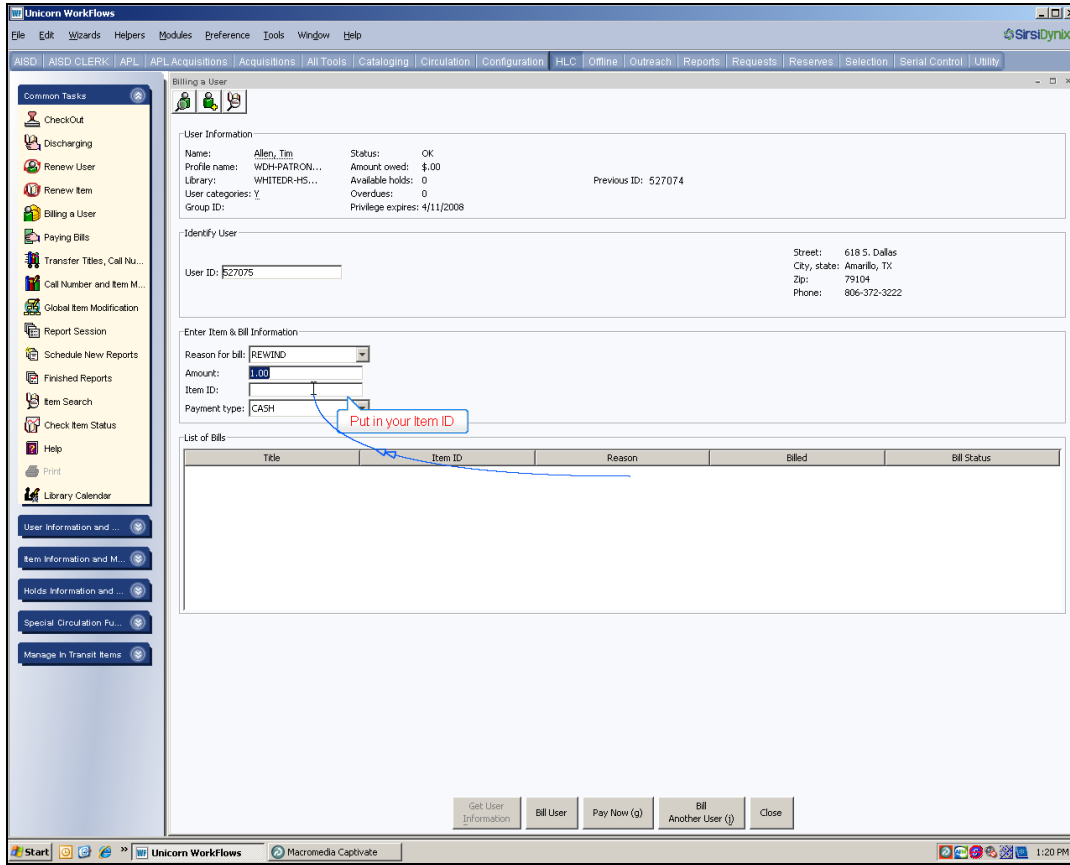 Unicorn WorkFlows
File Edit Wizards Helpers Modules Preference Tools Window Help
SirsiDynix
AISD AISD CLERK APL APL Acquisitions Acquisitions All Tools Cataloging Circulation Configuration HLC Offline Outreach Reports Requests Reserves Selection Serial Control Utility
Common Tasks
CheckOut
Discharging
Renew User
Renew Item
Billing a User
Paying Bills
Transfer Titles, Call Nu...
Call Number and Item M...
Global Item Modification
Report Session
Schedule New Reports
Finished Reports
Item Search
Check Item Status
Help
Print
Library Calendar
User Information and ...
Item Information and M...
Holds Information and ...
Special Circulation Fu...
Manage In Transit Items
Billing a User
User Information
Name: Allen, Tim Status: OK
Profile name: WDH-PATRON... Amount owed: $.00
Library: WHITEDR-HS... Available holds: 0 Previous ID: 527074
User categories: Y Overdues: 0
Group ID: Privilege expires: 4/11/2008
Identify User
User ID: 527075
Street: 618 S. Dallas
City, state: Amarillo, TX
Zip: 79104
Phone: 806-372-3222
Enter Item & Bill Information
Reason for bill: REWIND
Amount: 1.00
Item ID:
Payment type: CASH
Put in your Item ID
List of Bills
Title Item ID Reason Billed Bill Status
Get User Information Bill User Pay Now (g) Bill Another User (j) Close
Start » Unicorn WorkFlows Macromedia Captivate 1:20 PM